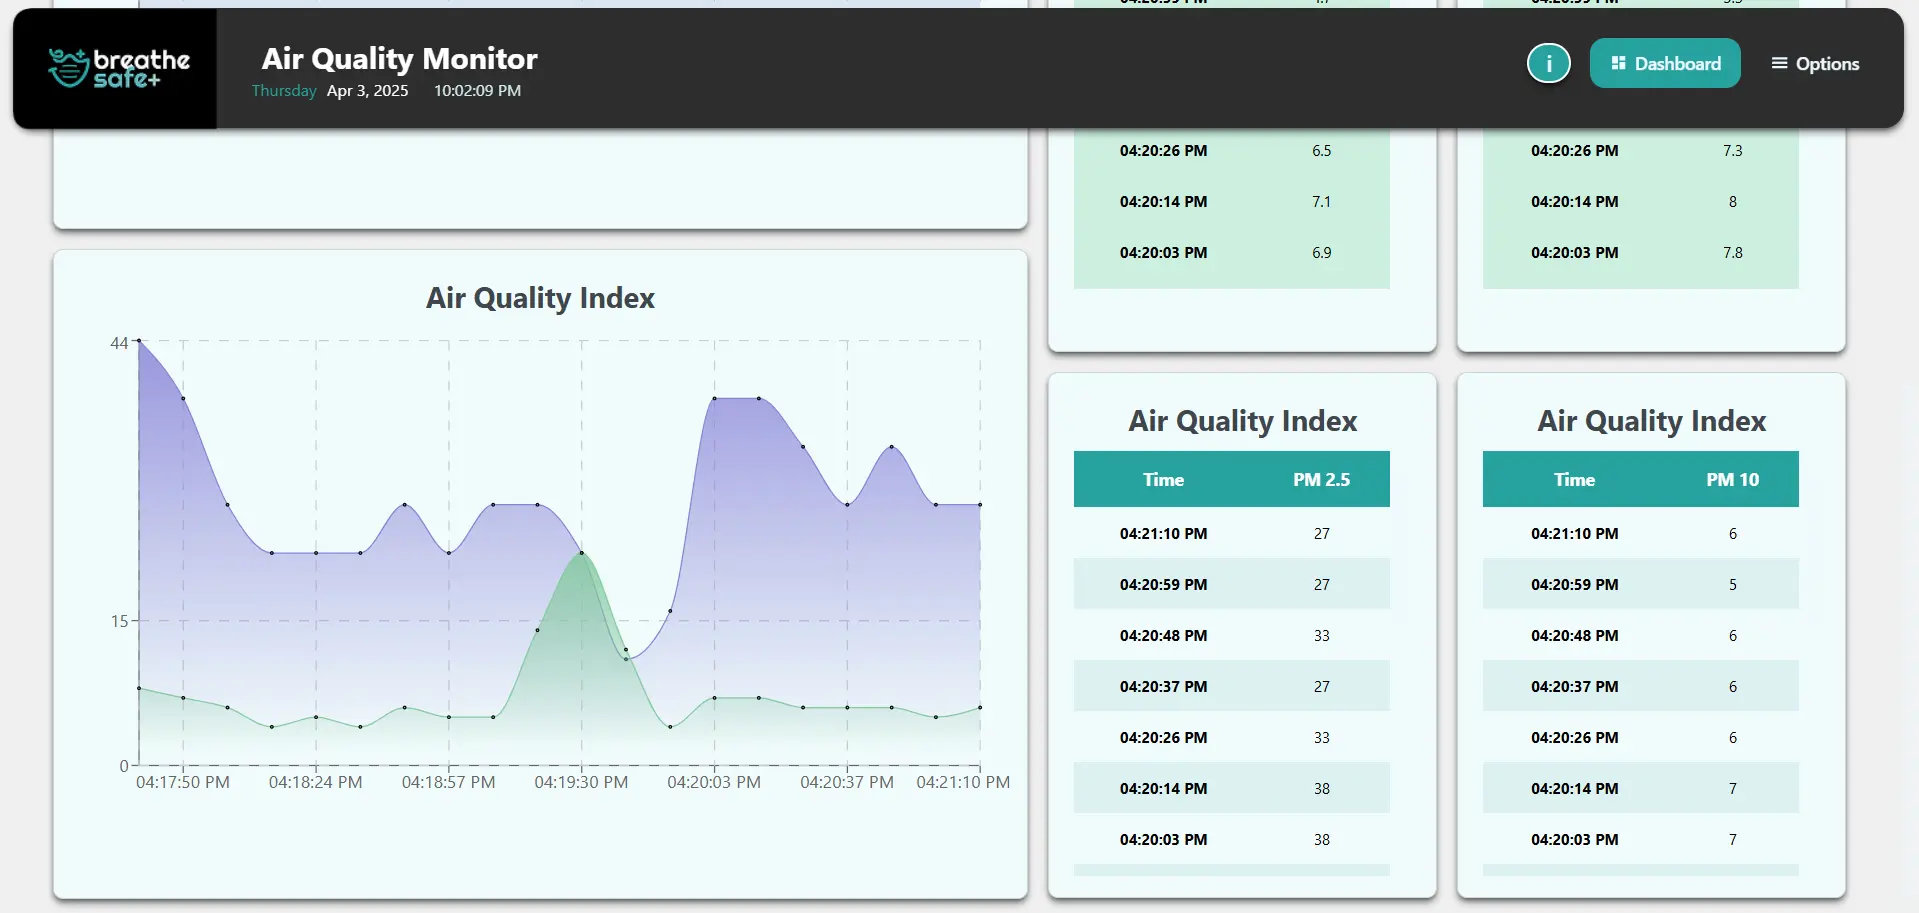 breathe
safe+
Air Quality Monitor
Thursday Apr 3, 2025 10:02:09 PM
i
Dashboard
Options
04:20:26 PM 6.5
04:20:14 PM 7.1
04:20:03 PM 6.9
04:20:26 PM 7.3
04:20:14 PM 8
04:20:03 PM 7.8
Air Quality Index
44
15
0
04:17:50 PM 04:18:24 PM 04:18:57 PM 04:19:30 PM 04:20:03 PM 04:20:37 PM 04:21:10 PM
Air Quality Index
Time PM 2.5
04:21:10 PM 27
04:20:59 PM 27
04:20:48 PM 33
04:20:37 PM 27
04:20:26 PM 33
04:20:14 PM 38
04:20:03 PM 38
Air Quality Index
Time PM 10
04:21:10 PM 6
04:20:59 PM 5
04:20:48 PM 6
04:20:37 PM 6
04:20:26 PM 6
04:20:14 PM 7
04:20:03 PM 7